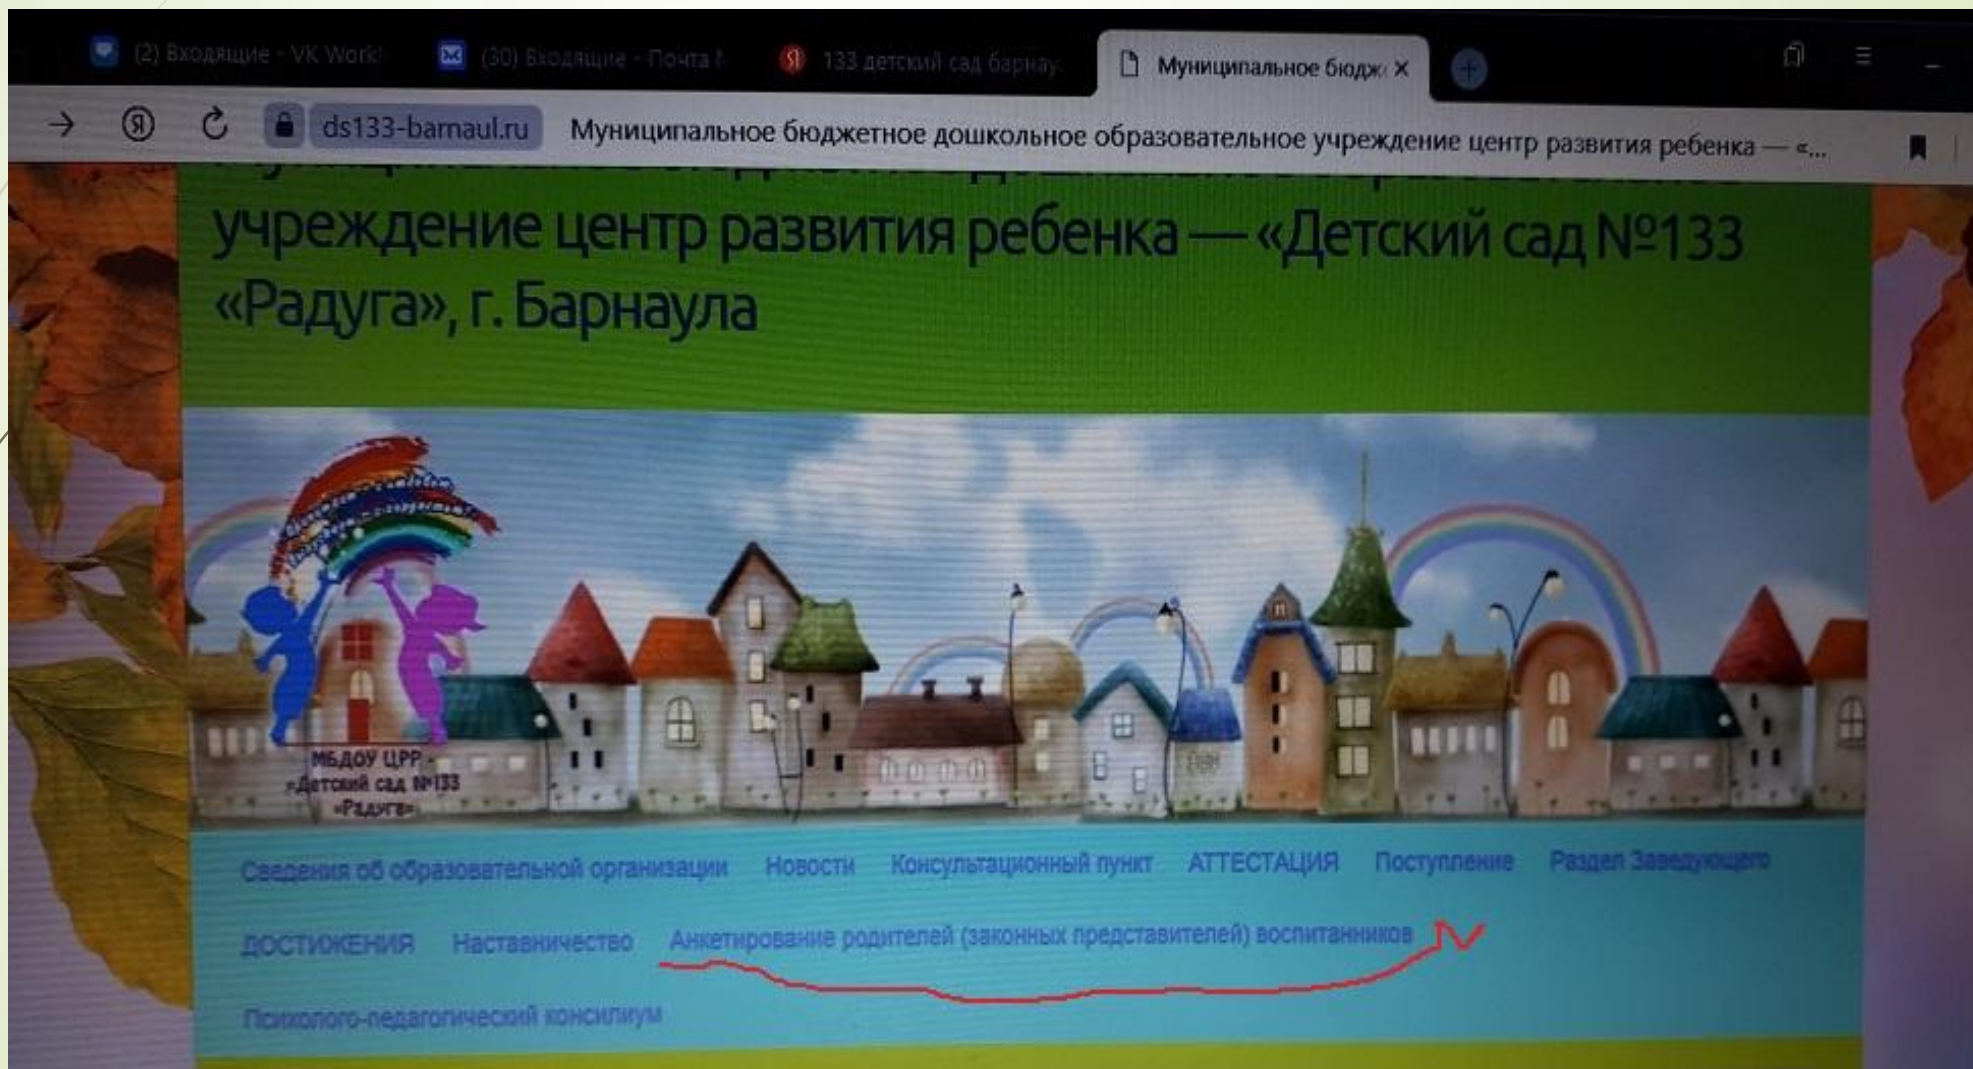 (2) Входящие - VK Work!
(30) Входящие - Почта
133 детский сад барнау
Муниципальное бюдж
ds133-barnaul.ru
Муниципальное бюджетное дошкольное образовательное учреждение центр развития ребенка — «...
учреждение центр развития ребенка — «Детский сад №133
«Радуга», г. Барнаула
МБДОУ ЦРР -
«Детский сад №133
«Радуга»
Сведения об образовательной организации Новости Консультационный пункт АТТЕСТАЦИЯ Поступление Раздел Заведующего
ДОСТИЖЕНИЯ Наставничество Анкетирование родителей (законных представителей) воспитанников
Психолого-педагогический консилиум